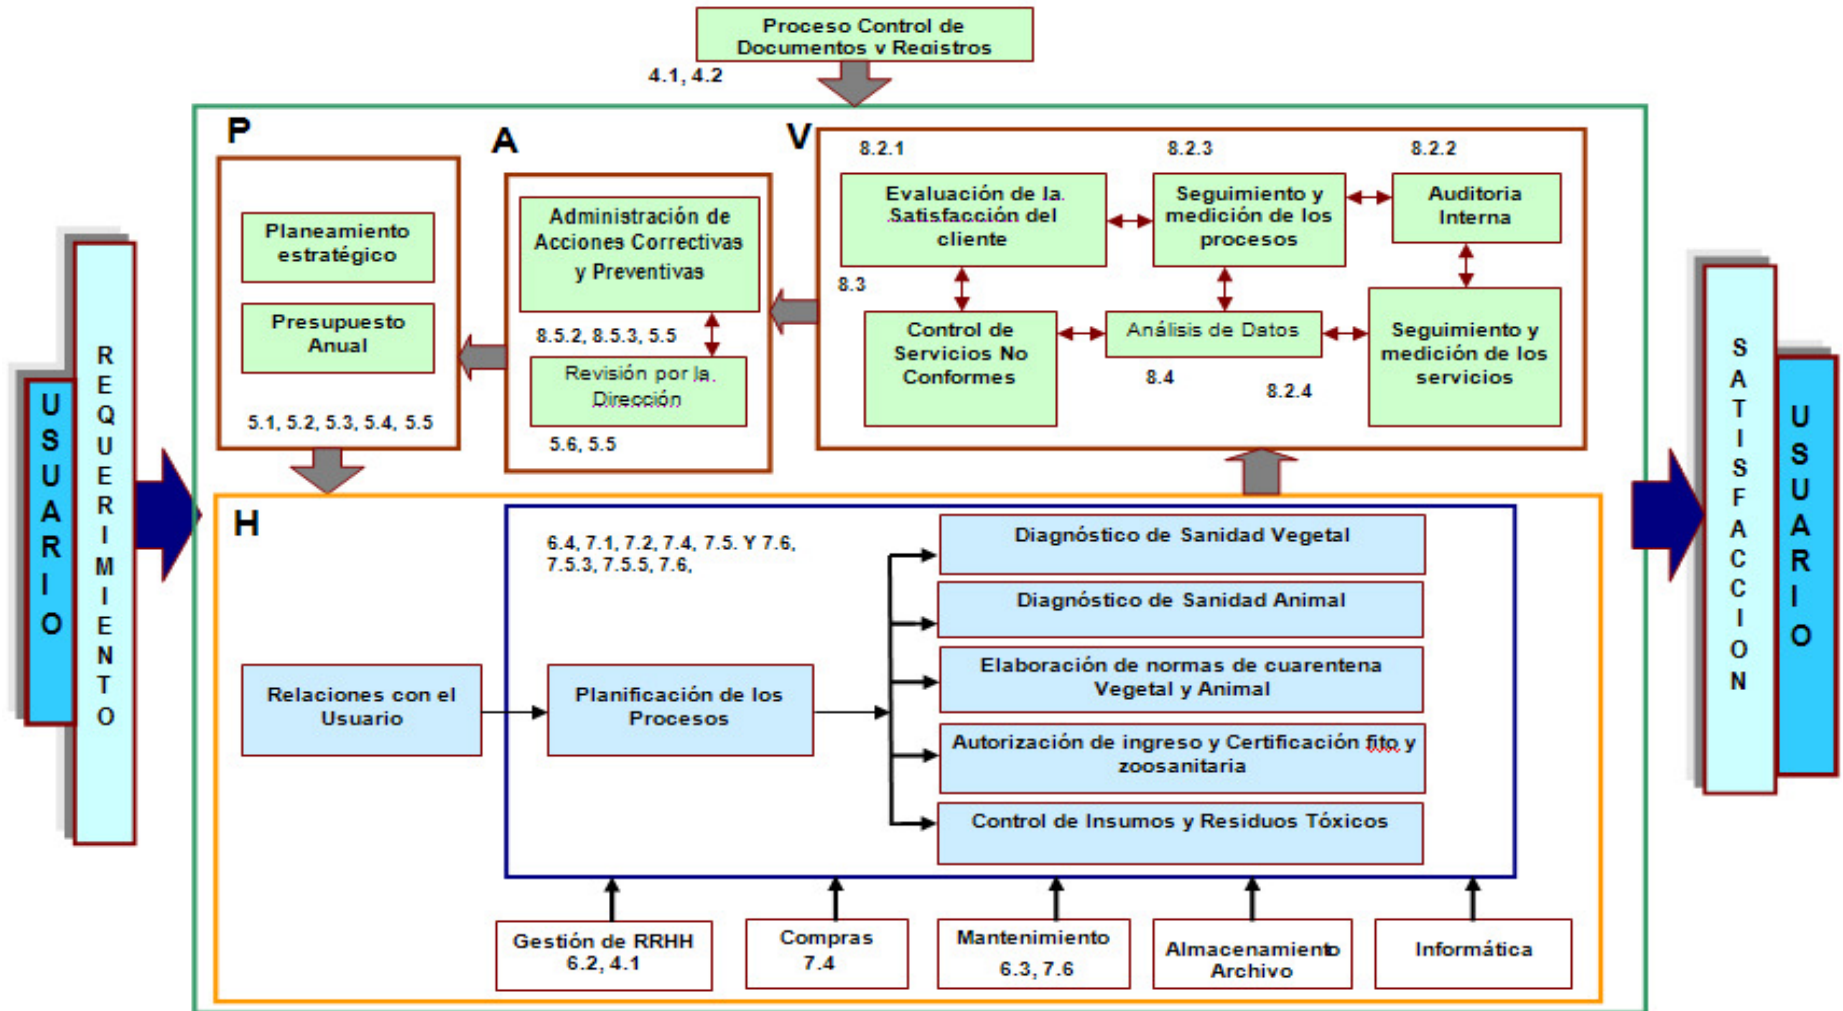 Proceso Control de
Documentos y Registros
4.1, 4.2
P
Planeamiento
estratégico
Presupuesto
Anual
5.1, 5.2, 5.3, 5.4, 5.5
A
Administración de
Acciones Correctivas
y Preventivas
8.5.2, 8.5.3, 5.5
Revisión por la.
Dirección
5.6, 5.5
V
8.2.1
8.2.3
8.2.2
Evaluación de la.
Satisfacción del
cliente
Seguimiento y
medición de los
procesos
Auditoria
Interna
8.3
Control de
Servicios No
Conformes
Análisis de Datos
8.4
8.2.4
Seguimiento y
medición de los
servicios
USUARIO
REQUERIMIENTO
H
6.4, 7.1, 7.2, 7.4, 7.5. Y 7.6,
7.5.3, 7.5.5, 7.6,
Relaciones con el
Usuario
Planificación de los
Procesos
Diagnóstico de Sanidad Vegetal
Diagnóstico de Sanidad Animal
Elaboración de normas de cuarentena
Vegetal y Animal
Autorización de ingreso y Certificación fito y
zoosanitaria
Control de Insumos y Residuos Tóxicos
Gestión de RRHH
6.2, 4.1
Compras
7.4
Mantenimiento
6.3, 7.6
Almacenamiento
Archivo
Informática
SATISFACCION
USUARIO